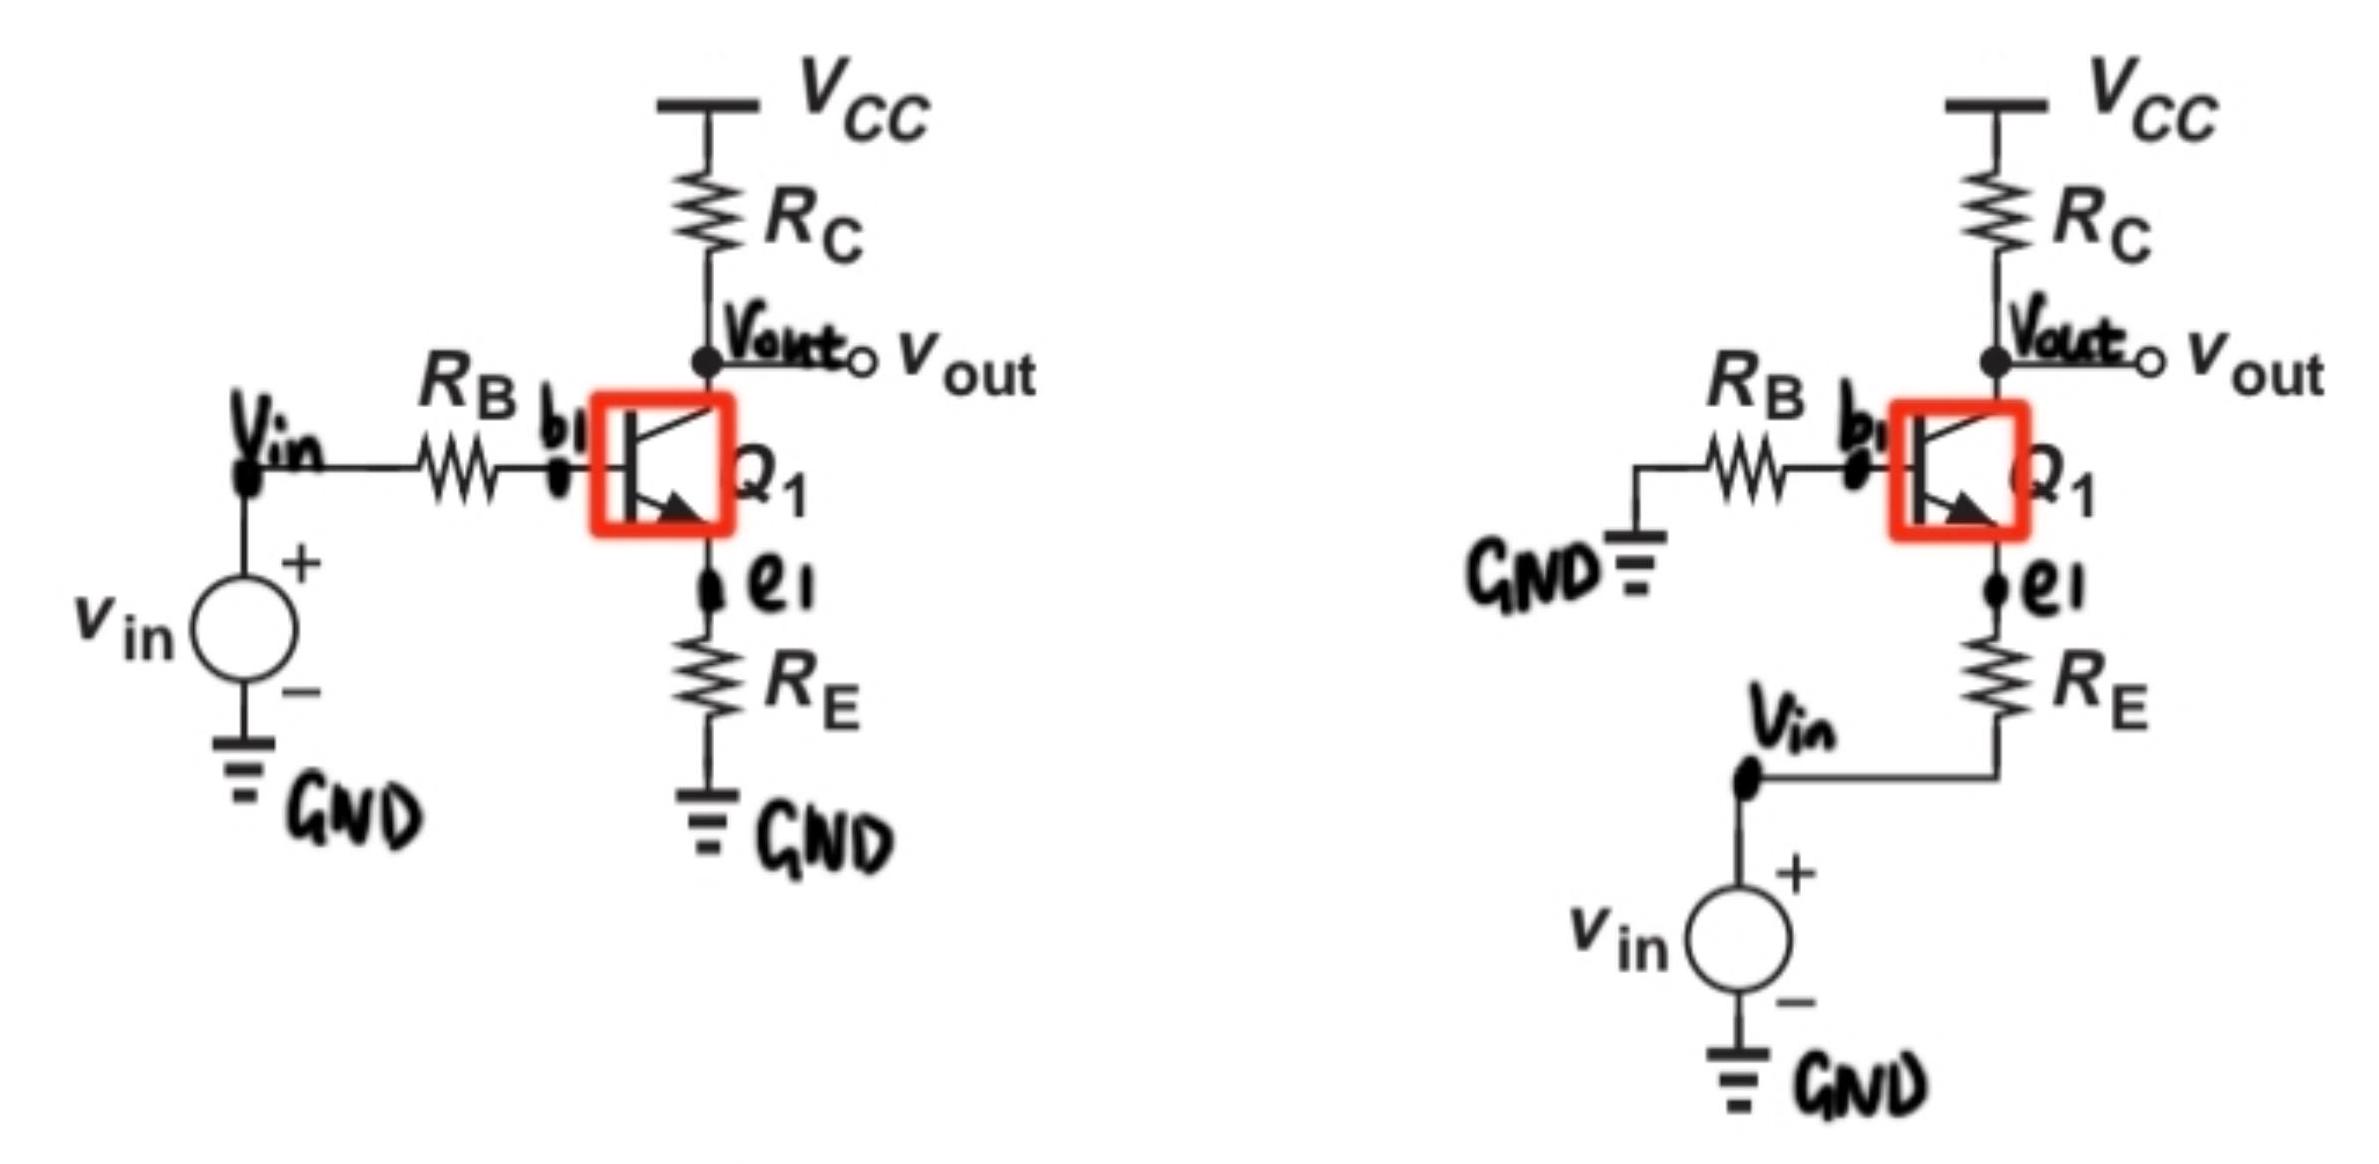 VCC
RC
Vout
vout
RB
b1
Vin
Q1
e1
+
vin
−
RE
GND
GND
VCC
RC
Vout
vout
RB
b1
Q1
GND
e1
RE
Vin
+
vin
−
GND